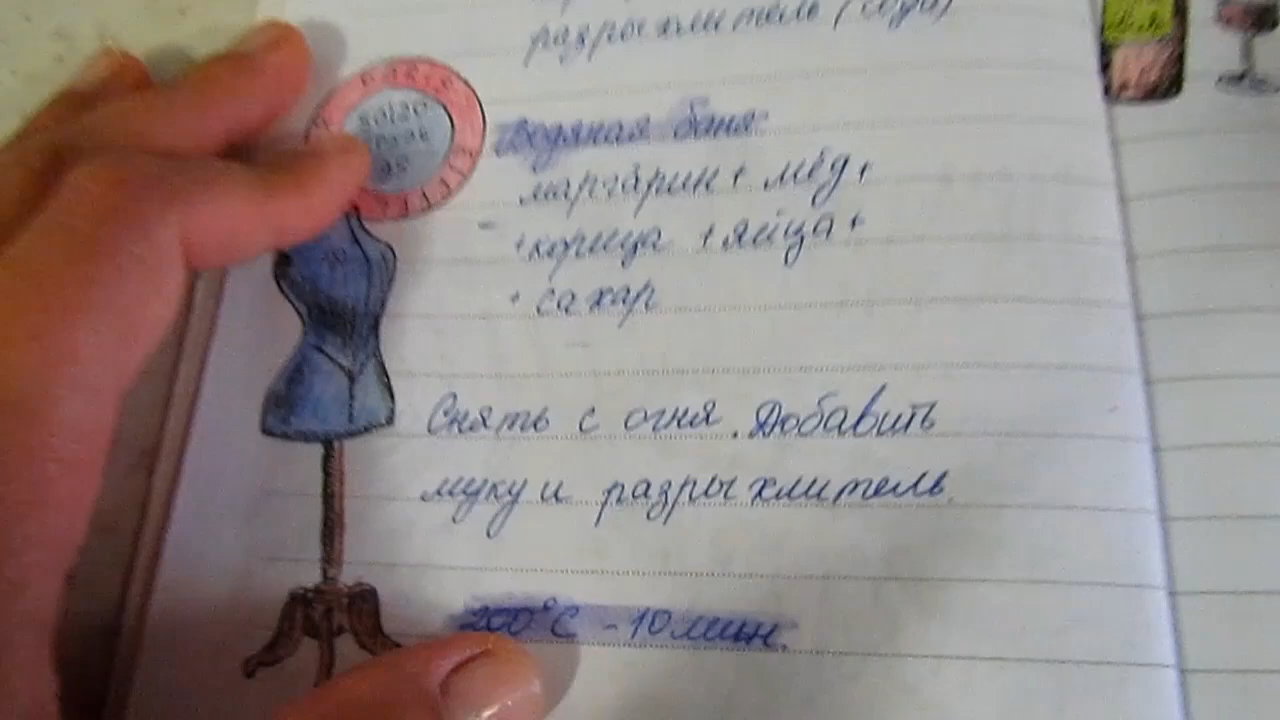 разрыхлитель (сода)
Водяная баня:
маргарин + мёд +
+ корица + яйца +
+ сахар
Снять с огня. Добавить
муку и разрыхлитель.
200°С - 10 мин.